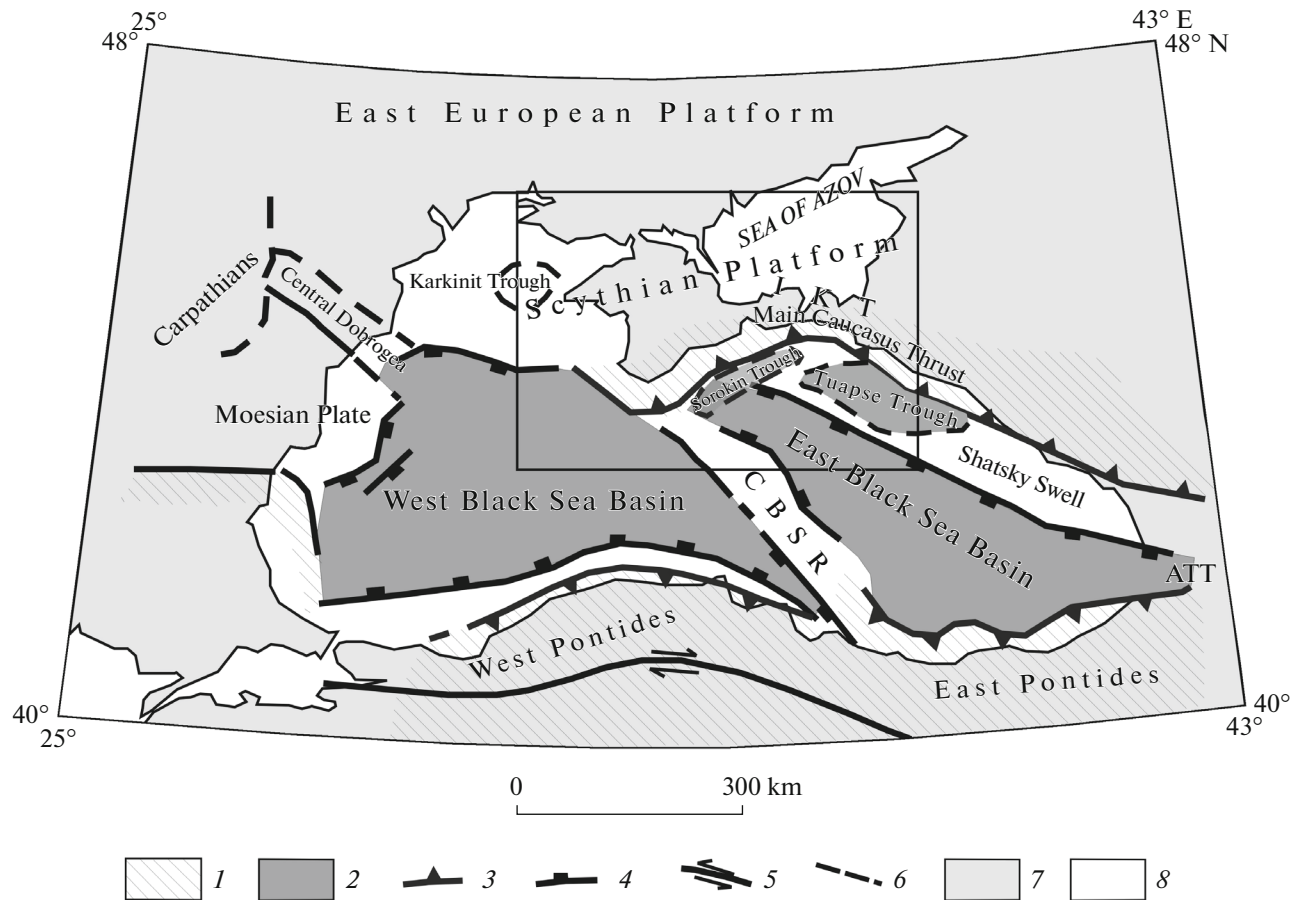 25°
48°
43° E
48° N
East European Platform
SEA OF AZOV
Carpathians
Central Dobrogea
Karkinit Trough
Scythian Platform
I K T
Main Caucasus Thrust
Sorokin Trough
Tuapse Trough
Moesian Plate
Shatsky Swell
West Black Sea Basin
East Black Sea Basin
CBSR
ATT
West Pontides
East Pontides
40°
25°
40°
43°
0 300 km
1 2 3 4 5 6 7 8